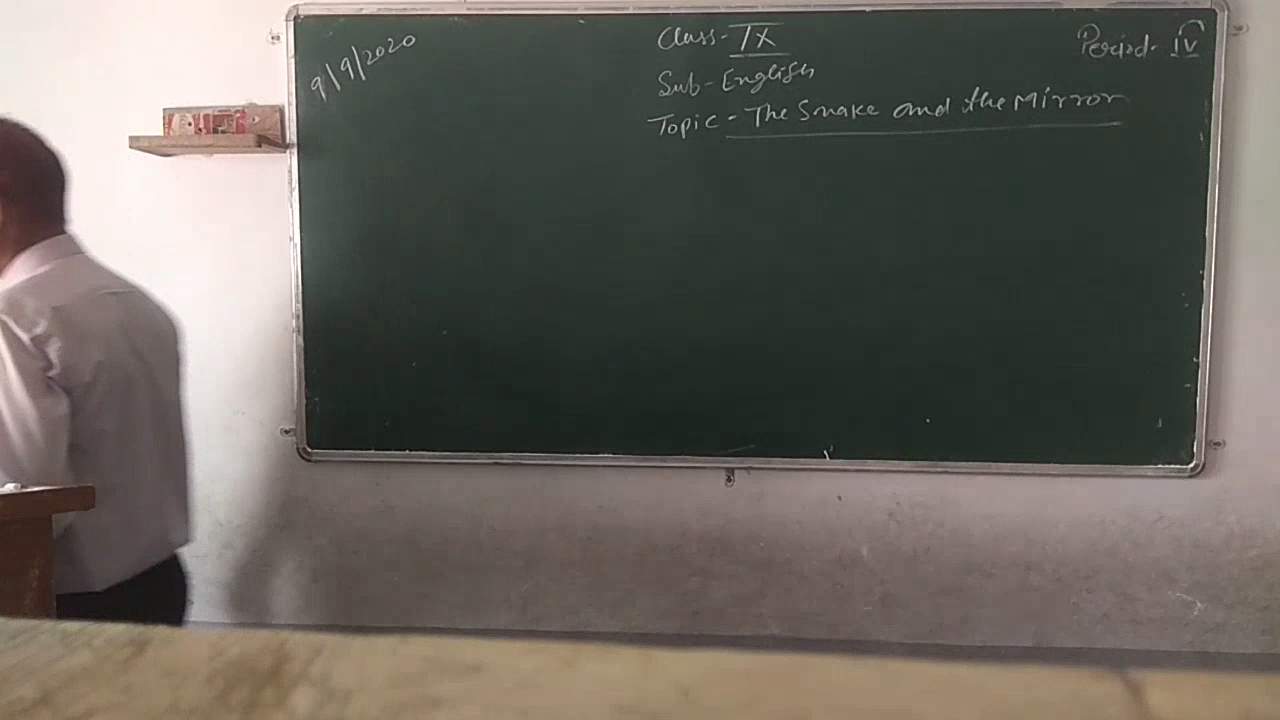 9/9/2020
Class - IX
Period - IV
Sub - English
Topic - The Snake and the Mirror